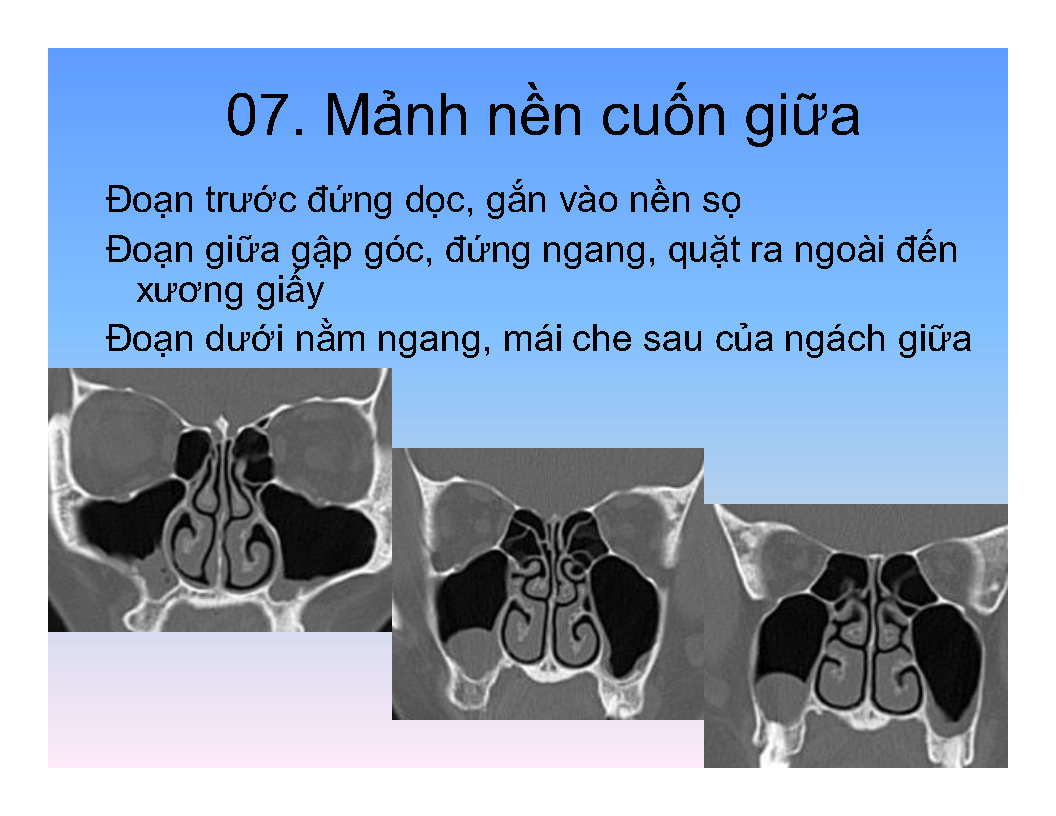 07. Mảnh nền cuốn giữa
Đoạn trước đứng dọc, gắn vào nền sọ
Đoạn giữa gập góc, đứng ngang, quặt ra ngoài đến
xương giấy
Đoạn dưới nằm ngang, mái che sau của ngách giữa